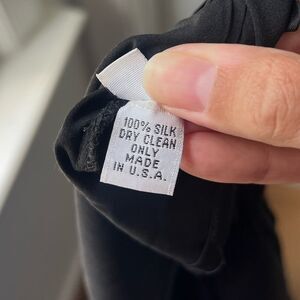 100% SILK
DRY CLEAN
ONLY
MADE
IN U.S.A.